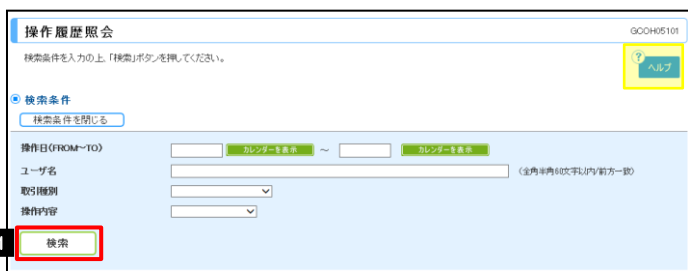 操作履歴照会
GCOH05101
検索条件を入力の上、「検索」ボタンを押してください。
? ヘルプ
検索条件
検索条件を閉じる
操作日(FROM～TO)
カレンダーを表示 ～ カレンダーを表示
ユーザ名
(全角半角60文字以内/前方一致)
取引種別
操作内容
1
検索